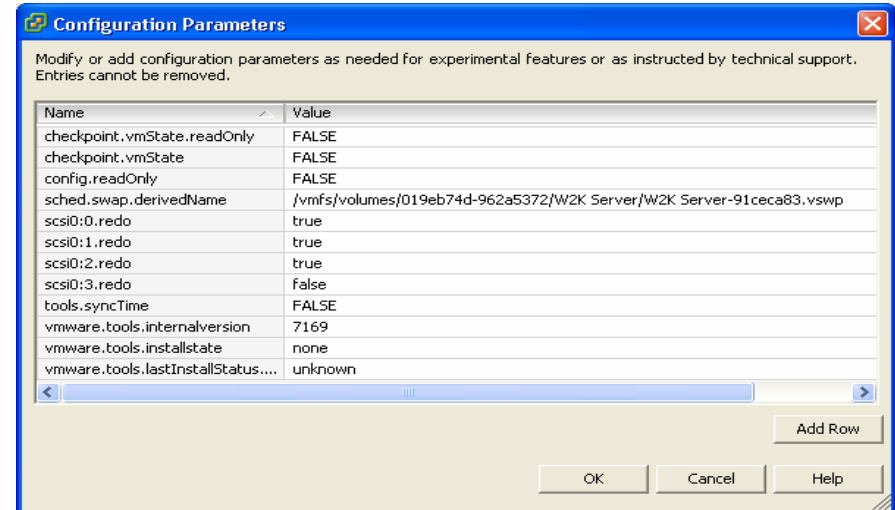 Configuration Parameters
Modify or add configuration parameters as needed for experimental features or as instructed by technical support.
Entries cannot be removed.
Name Value
checkpoint.vmState.readOnly FALSE
checkpoint.vmState FALSE
config.readOnly FALSE
sched.swap.derivedName /vmfs/volumes/019eb74d-962a5372/W2K Server/W2K Server-91ceca83.vswp
scsi0:0.redo true
scsi0:1.redo true
scsi0:2.redo true
scsi0:3.redo false
tools.syncTime FALSE
vmware.tools.internalversion 7169
vmware.tools.installstate none
vmware.tools.lastInstallStatus.... unknown
Add Row
OK Cancel Help